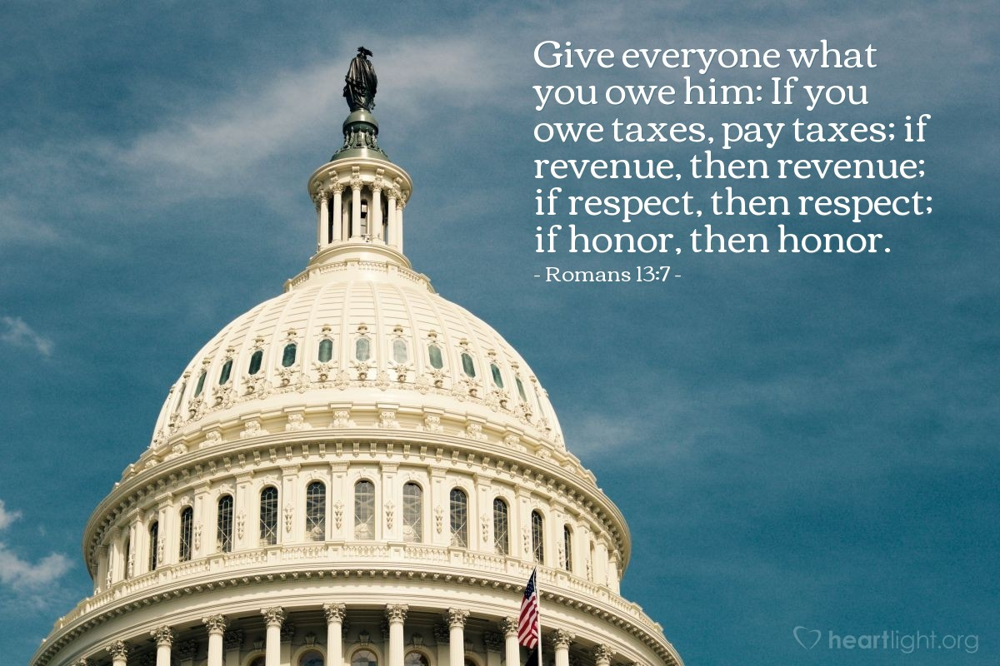 Give everyone what
you owe him: If you
owe taxes, pay taxes; if
revenue, then revenue;
if respect, then respect;
if honor, then honor.
- Romans 13:7 -
heartlight.org